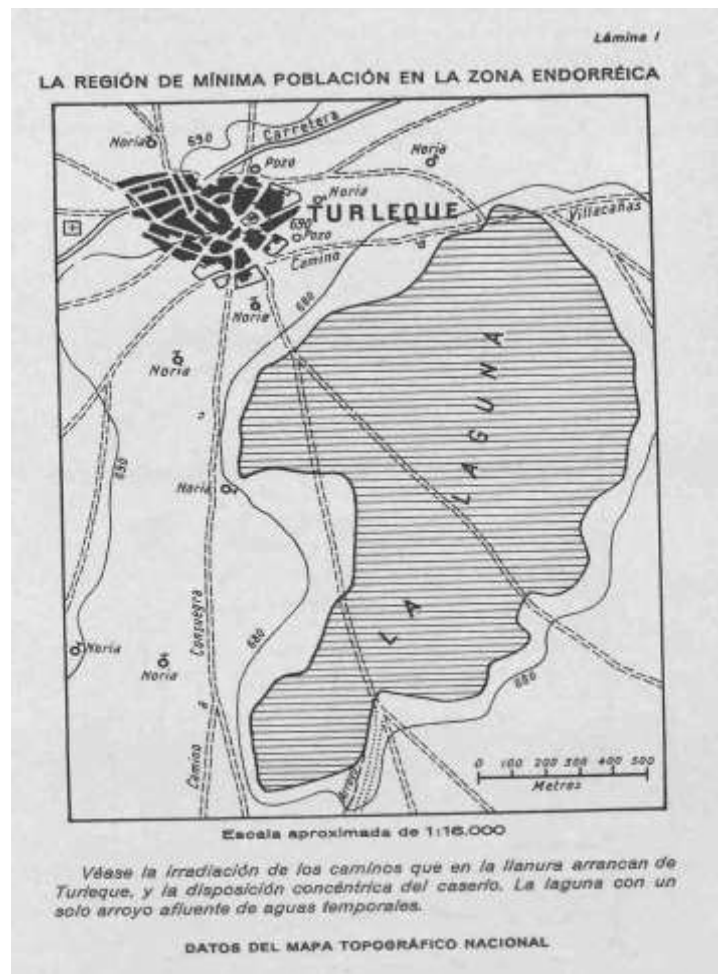 Lámina I
LA REGIÓN DE MÍNIMA POBLACIÓN EN LA ZONA ENDORRÉICA
Noria
690
Carretera
Pozo
Noria
Noria
TURLEQUE
Villacañas
690
Pozo
a
Camino
Noria
680
Noria
LA LAGUNA
690
Noria
Consuegra
680
Noria
Noria
680
a
Camino
Arroyo
0 100 200 300 400 500
Metros
Escala aproximada de 1:16.000
Véase la irradiación de los caminos que en la llanura arrancan de
Turleque, y la disposición concéntrica del caserío. La laguna con un
solo arroyo afluente de aguas temporales.
DATOS DEL MAPA TOPOGRÁFICO NACIONAL